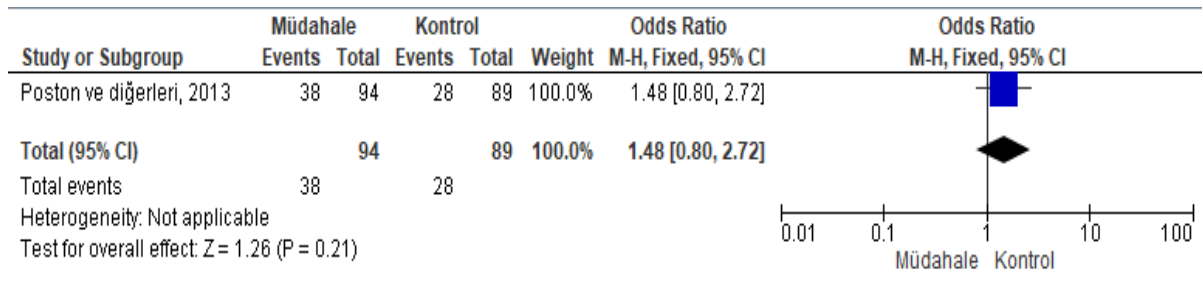 Müdahale Kontrol Odds Ratio Odds Ratio
Study or Subgroup Events Total Events Total Weight M-H, Fixed, 95% CI M-H, Fixed, 95% CI
Poston ve diğerleri, 2013 38 94 28 89 100.0% 1.48 [0.80, 2.72]
Total (95% CI) 94 89 100.0% 1.48 [0.80, 2.72]
Total events 38 28
Heterogeneity: Not applicable
Test for overall effect: Z = 1.26 (P = 0.21)
0.01 0.1 1 10 100
Müdahale Kontrol